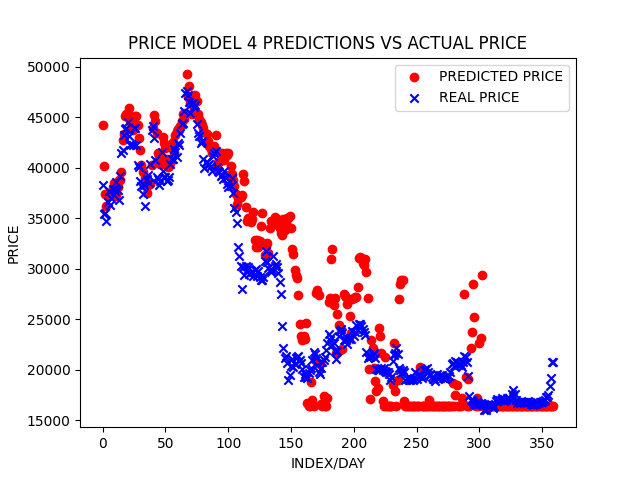 PRICE MODEL 4 PREDICTIONS VS ACTUAL PRICE
PREDICTED PRICE
REAL PRICE
50000
45000
40000
35000
30000
25000
20000
15000
PRICE
0 50 100 150 200 250 300 350
INDEX/DAY